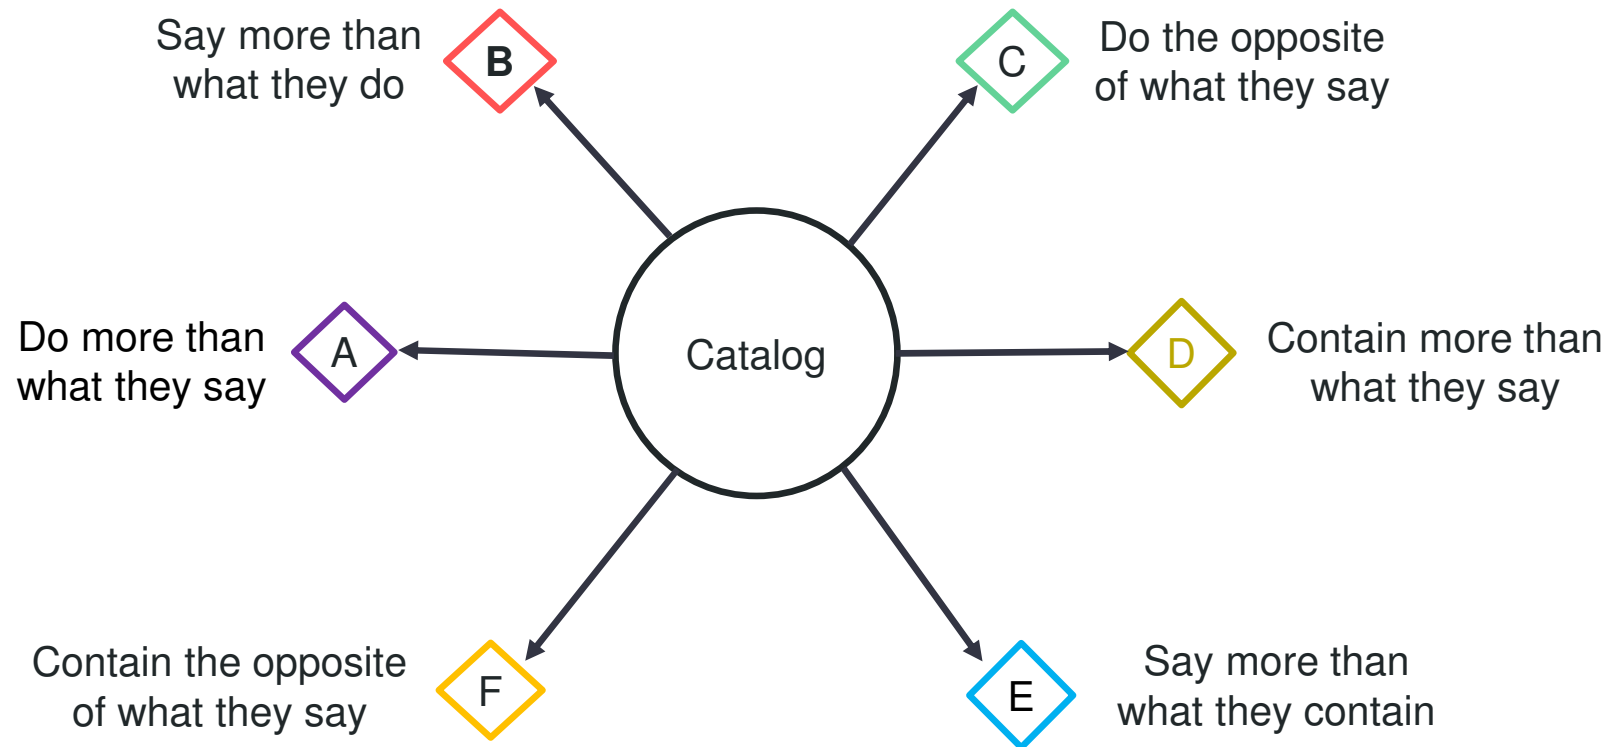 Say more than
what they do
B
C
Do the opposite
of what they say
Do more than
what they say
A
Catalog
D
Contain more than
what they say
Contain the opposite
of what they say
F
E
Say more than
what they contain